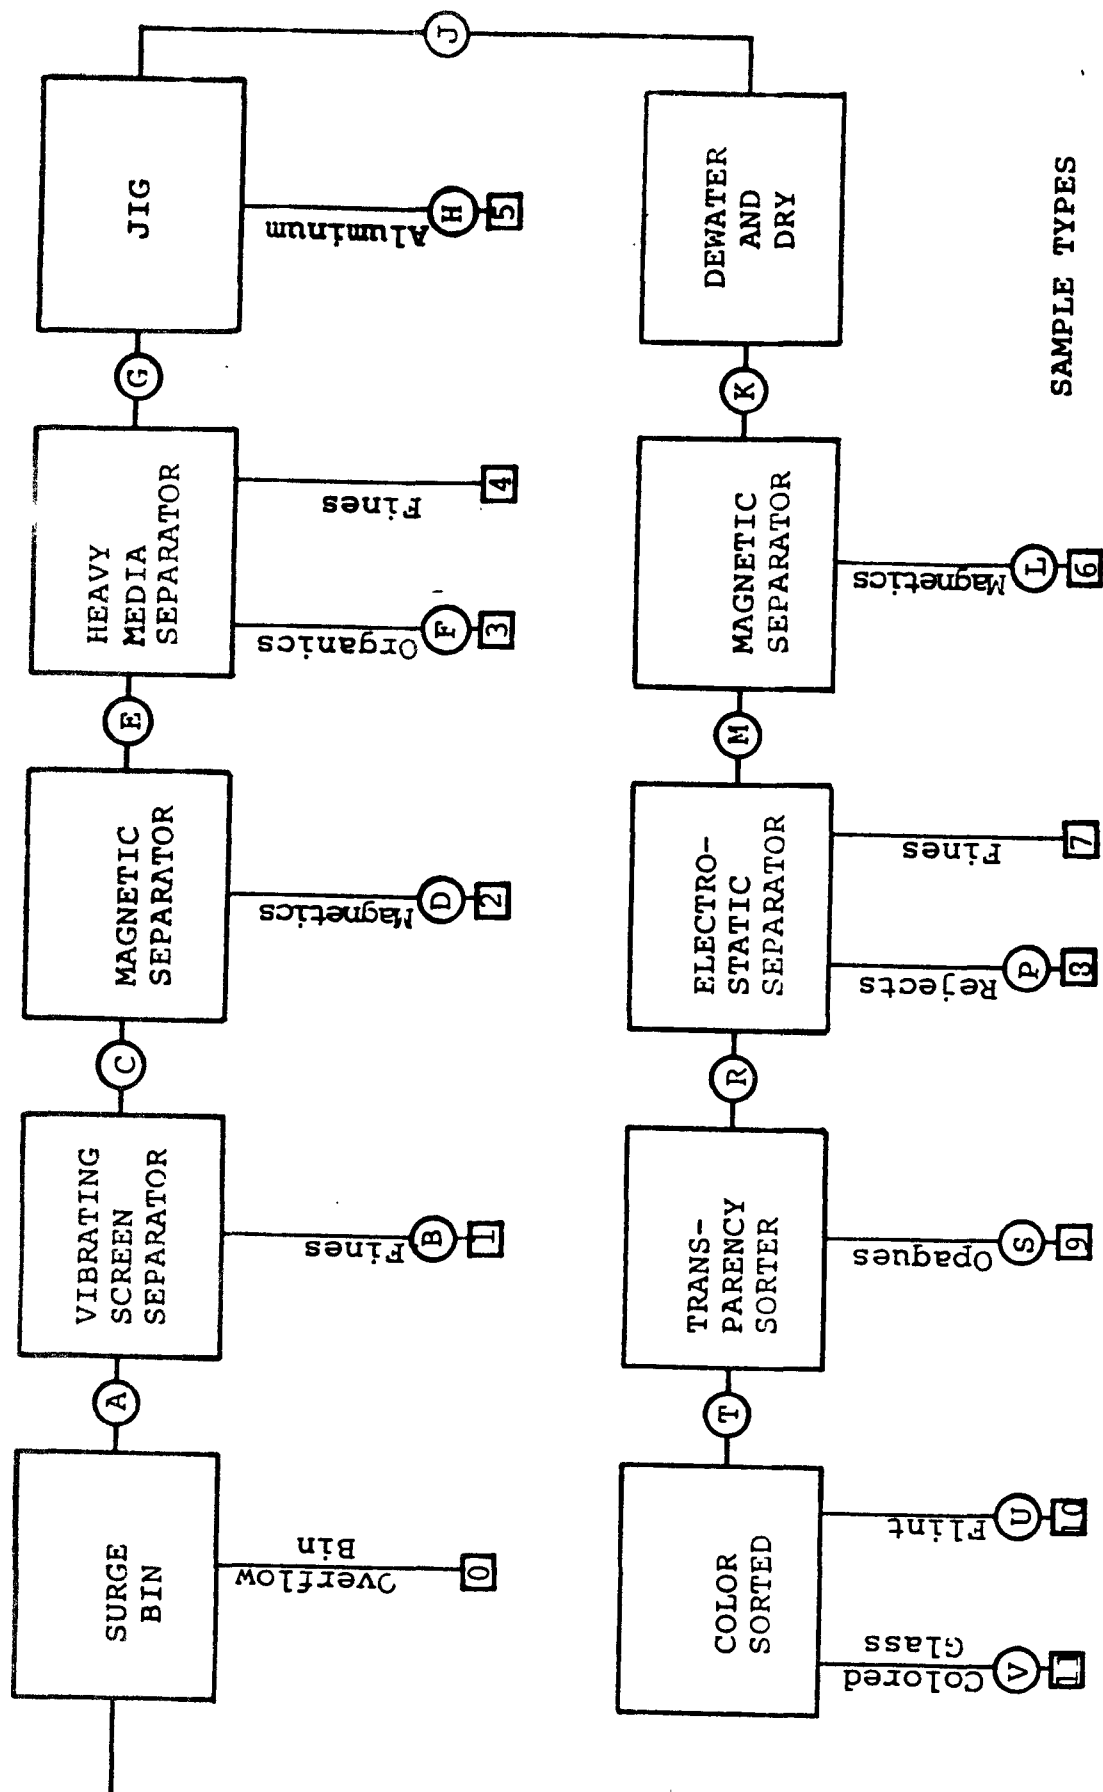 SURGE
BIN
Overflow
Bin
0
A
VIBRATING
SCREEN
SEPARATOR
Fines
B
1
C
MAGNETIC
SEPARATOR
Magnetics
D
2
E
HEAVY
MEDIA
SEPARATOR
Organics
F
3
Fines
4
G
JIG
Aluminum
H
5
J
DEWATER
AND
DRY
K
MAGNETIC
SEPARATOR
Magnetics
L
6
M
ELECTRO-
STATIC
SEPARATOR
Fines
7
Rejects
P
8
R
TRANS-
PARENCY
SORTER
Opaques
S
9
T
COLOR
SORTED
Flint
U
10
Colored
Glass
V
11
SAMPLE TYPES